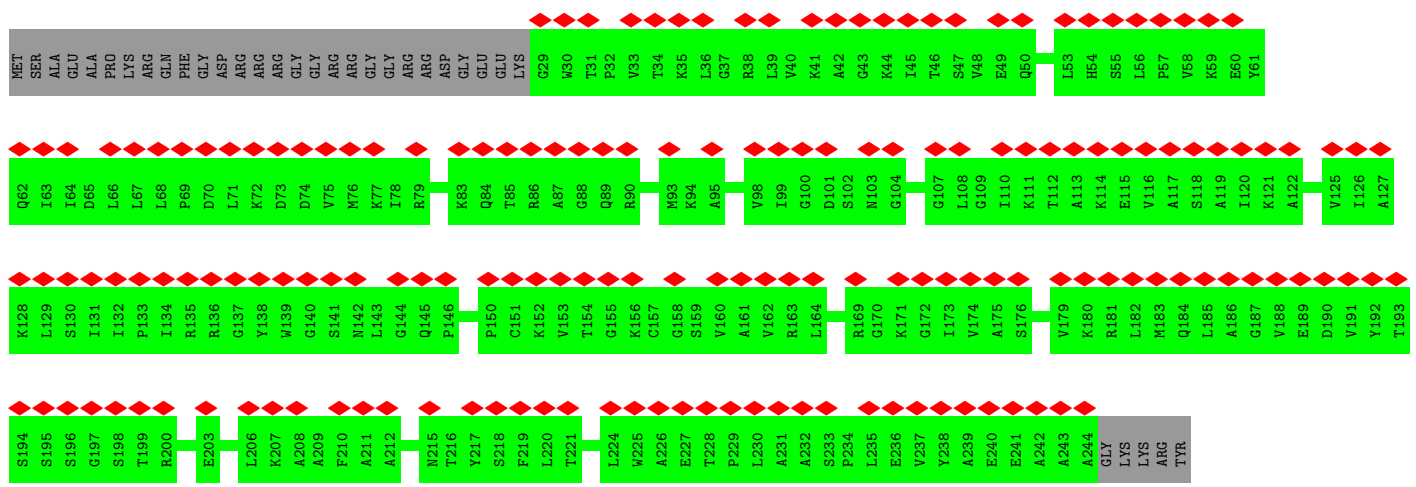 MET SER ALA GLU ALA PRO LYS ARG GLN PHE GLY ASP ARG ARG ARG GLY GLY ARG ARG GLY GLY ARG ARG ASP GLY GLU GLU LYS G29 W30 T31 P32 V33 T34 K35 L36 G37 R38 L39 V40 K41 A42 G43 K44 I45 T46 S47 V48 E49 Q50 L53 H54 S55 L56 P57 V58 K59 E60 Y61
Q62 I63 I64 D65 L66 L67 L68 P69 D70 L71 K72 D73 D74 V75 M76 K77 I78 R79 K83 Q84 T85 R86 A87 G88 Q89 R90 M93 K94 A95 V98 I99 G100 D101 S102 N103 G104 G107 L108 G109 I110 K111 T112 A113 K114 E115 V116 A117 S118 A119 I120 K121 A122 V125 I126 A127
K128 L129 S130 I131 I132 P133 I134 R135 R136 G137 Y138 W139 G140 S141 N142 L143 G144 Q145 P146 P150 C151 K152 V153 T154 G155 K156 C157 G158 S159 V160 A161 V162 R163 L164 R169 G170 K171 G172 I173 V174 A175 S176 V179 K180 R181 L182 M183 Q184 L185 A186 G187 V188 E189 D190 V191 Y192 T193
S194 S195 S196 G197 S198 T199 R200 E203 L206 K207 A208 A209 F210 A211 A212 N215 T216 Y217 S218 F219 L220 T221 L224 W225 A226 E227 T228 P229 L230 A231 A232 S233 P234 L235 E236 V237 Y238 A239 E240 E241 A242 A243 A244 GLY LYS LYS ARG TYR